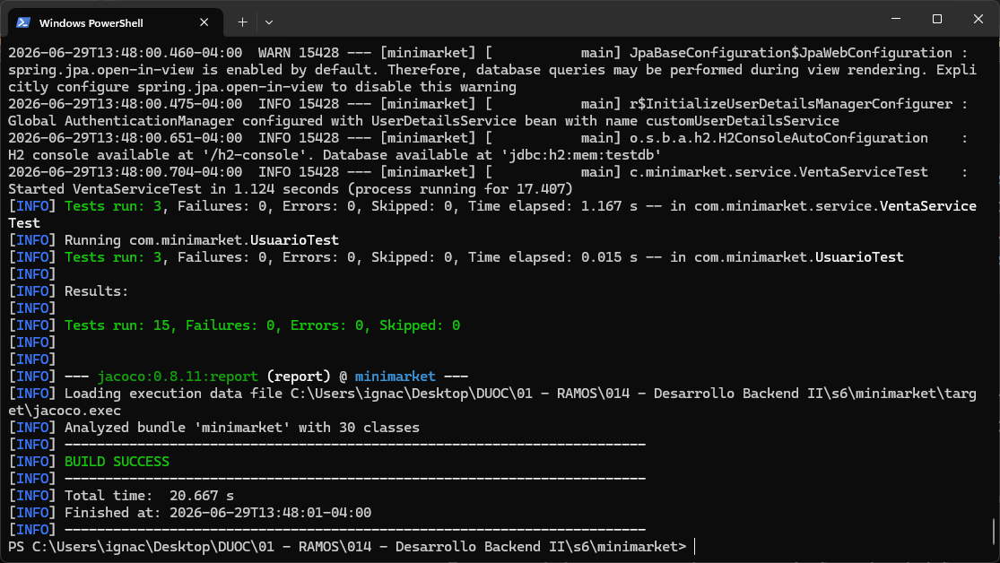 Windows PowerShell
2026-06-29T13:48:00.460-04:00  WARN 15428 --- [minimarket] [           main] JpaBaseConfiguration$JpaWebConfiguration :
spring.jpa.open-in-view is enabled by default. Therefore, database queries may be performed during view rendering. Expli
citly configure spring.jpa.open-in-view to disable this warning
2026-06-29T13:48:00.475-04:00  INFO 15428 --- [minimarket] [           main] r$InitializeUserDetailsManagerConfigurer :
Global AuthenticationManager configured with UserDetailsService bean with name customUserDetailsService
2026-06-29T13:48:00.651-04:00  INFO 15428 --- [minimarket] [           main] o.s.b.a.h2.H2ConsoleAutoConfiguration    :
H2 console available at '/h2-console'. Database available at 'jdbc:h2:mem:testdb'
2026-06-29T13:48:00.704-04:00  INFO 15428 --- [minimarket] [           main] c.minimarket.service.VentaServiceTest    :
Started VentaServiceTest in 1.124 seconds (process running for 17.407)
[INFO] Tests run: 3, Failures: 0, Errors: 0, Skipped: 0, Time elapsed: 1.167 s -- in com.minimarket.service.VentaService
Test
[INFO] Running com.minimarket.UsuarioTest
[INFO] Tests run: 3, Failures: 0, Errors: 0, Skipped: 0, Time elapsed: 0.015 s -- in com.minimarket.UsuarioTest
[INFO]
[INFO] Results:
[INFO]
[INFO] Tests run: 15, Failures: 0, Errors: 0, Skipped: 0
[INFO]
[INFO]
[INFO] --- jacoco:0.8.11:report (report) @ minimarket ---
[INFO] Loading execution data file C:\Users\ignac\Desktop\DUOC\01 - RAMOS\014 - Desarrollo Backend II\s6\minimarket\targ
et\jacoco.exec
[INFO] Analyzed bundle 'minimarket' with 30 classes
[INFO] ------------------------------------------------------------------------
[INFO] BUILD SUCCESS
[INFO] ------------------------------------------------------------------------
[INFO] Total time:  20.667 s
[INFO] Finished at: 2026-06-29T13:48:01-04:00
[INFO] ------------------------------------------------------------------------
PS C:\Users\ignac\Desktop\DUOC\01 - RAMOS\014 - Desarrollo Backend II\s6\minimarket>